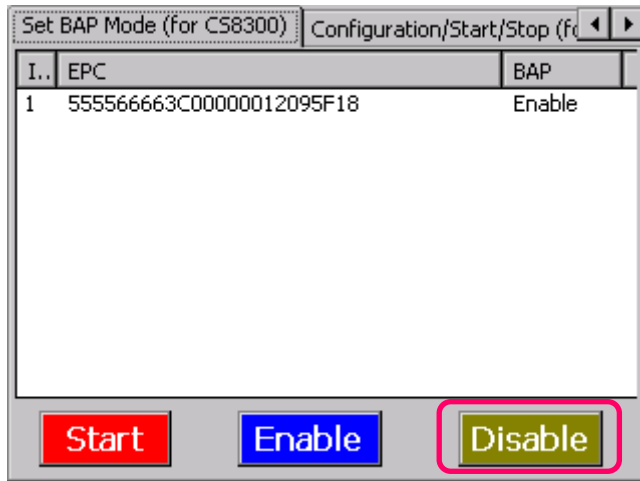 Set BAP Mode (for CS8300) Configuration/Start/Stop (fo
I.. EPC BAP
1 555566663C00000012095F18 Enable
Start Enable Disable